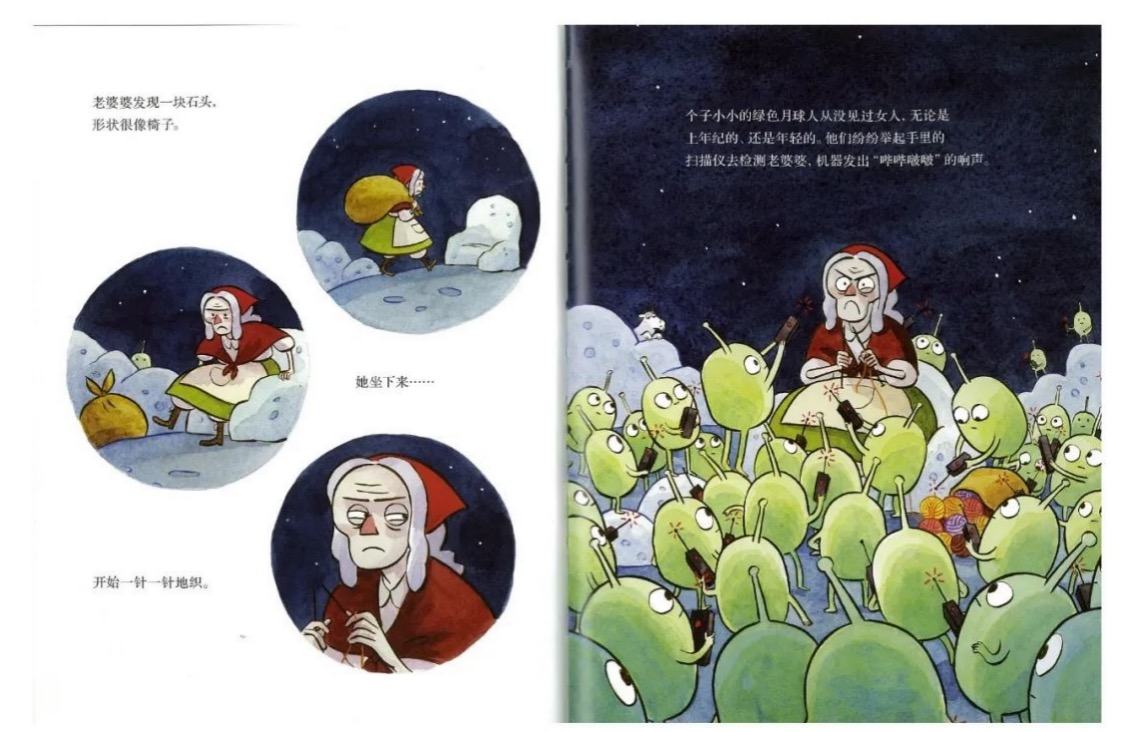 老婆婆发现一块石头，
形状很像椅子。
她坐下来……
开始一针一针地织。
个子小小的绿色月球人从没见过女人，无论是
上年纪的、还是年轻的。他们纷纷举起手里的
扫描仪去检测老婆婆，机器发出“哔哔啵啵”的响声。